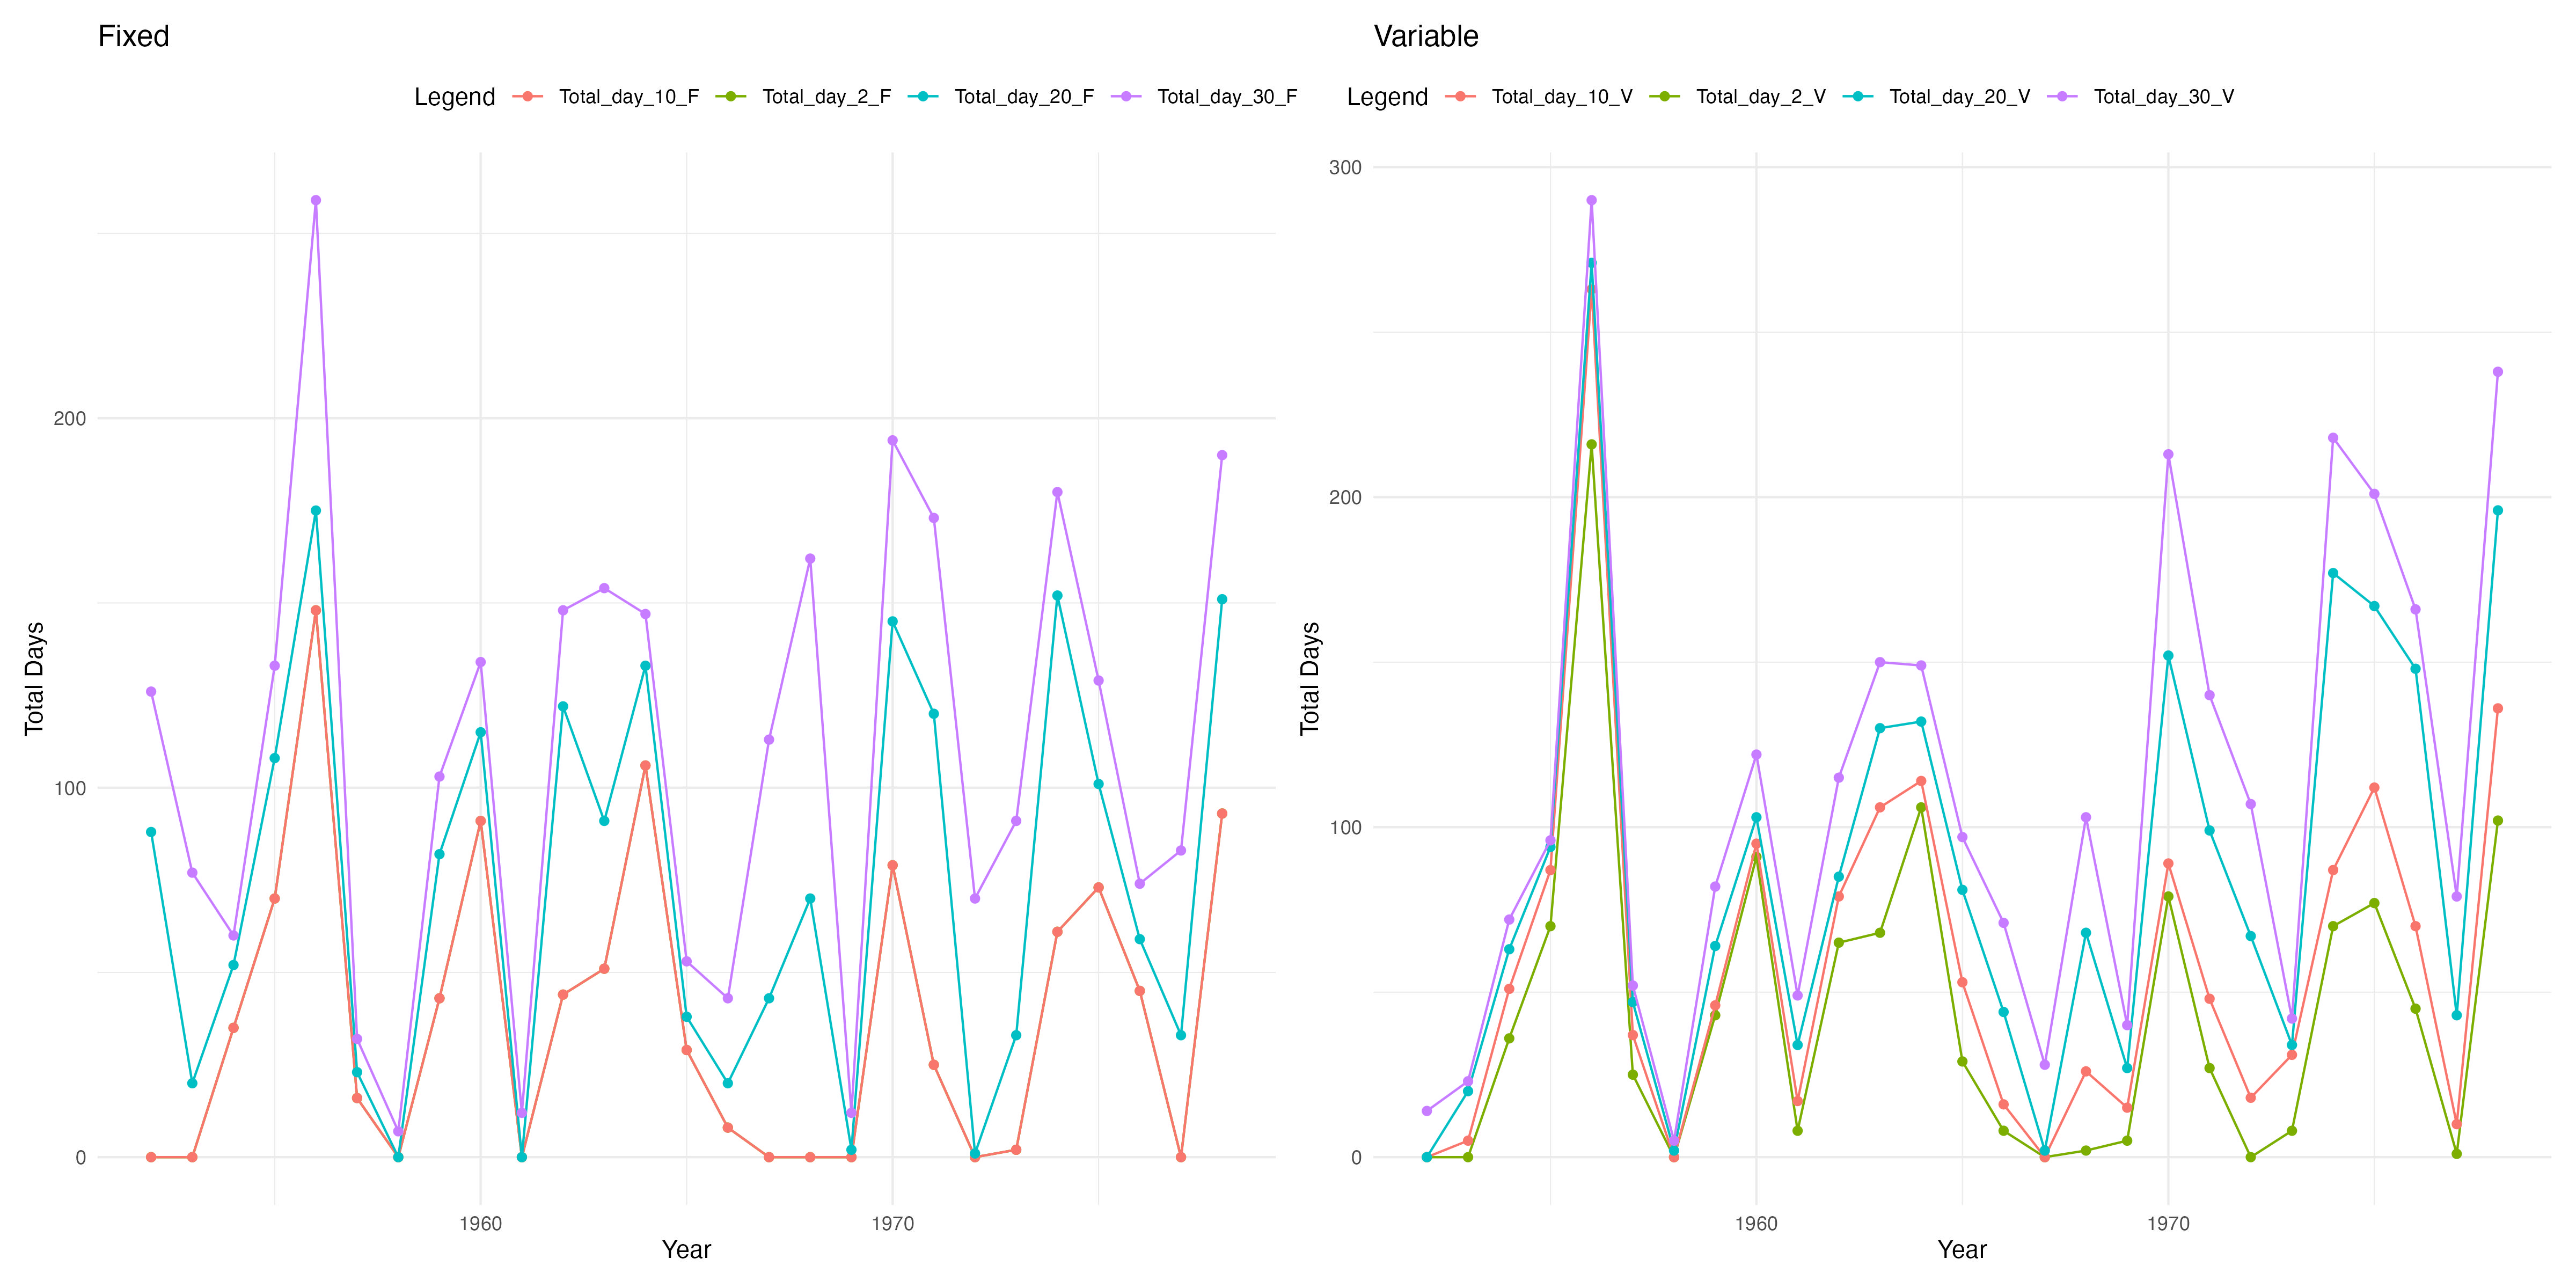 Fixed
Legend Total_day_10_F Total_day_2_F Total_day_20_F Total_day_30_F
Total Days
200
100
0
1960 1970
Year
Variable
Legend Total_day_10_V Total_day_2_V Total_day_20_V Total_day_30_V
Total Days
300
200
100
0
1960 1970
Year